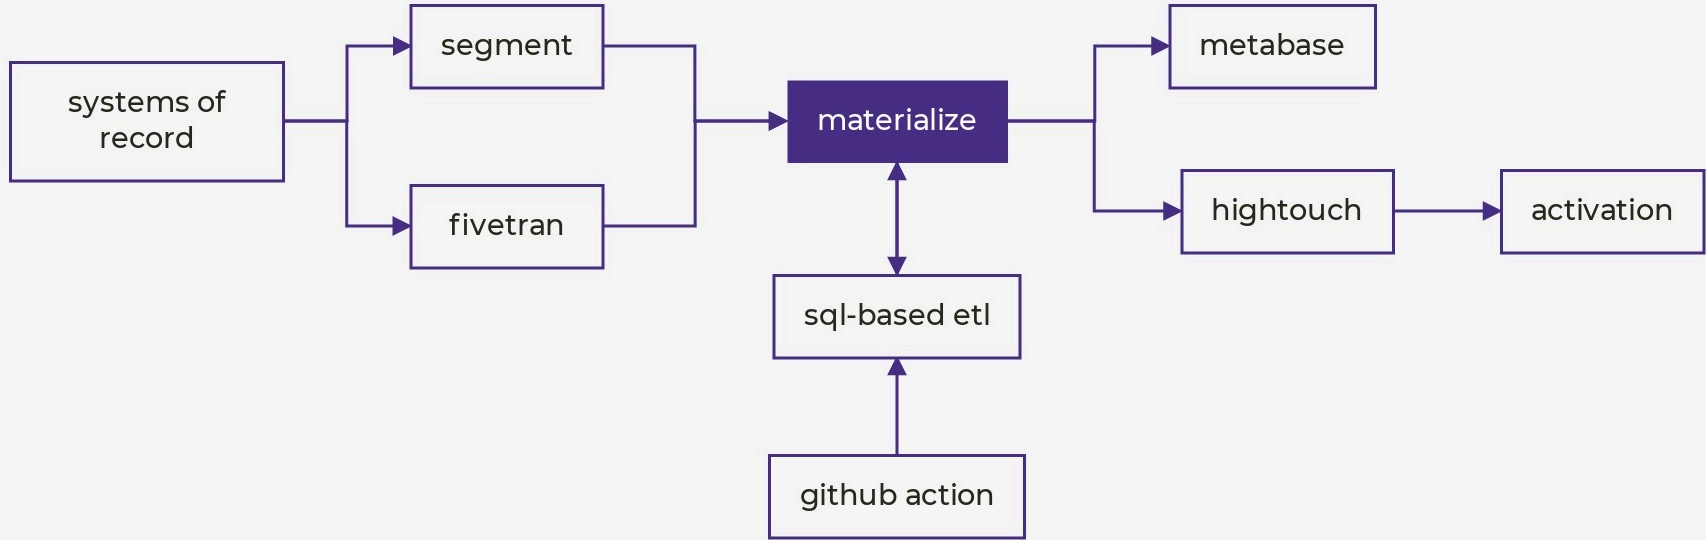 systems of
record
segment
fivetran
materialize
sql-based etl
github action
metabase
hightouch
activation